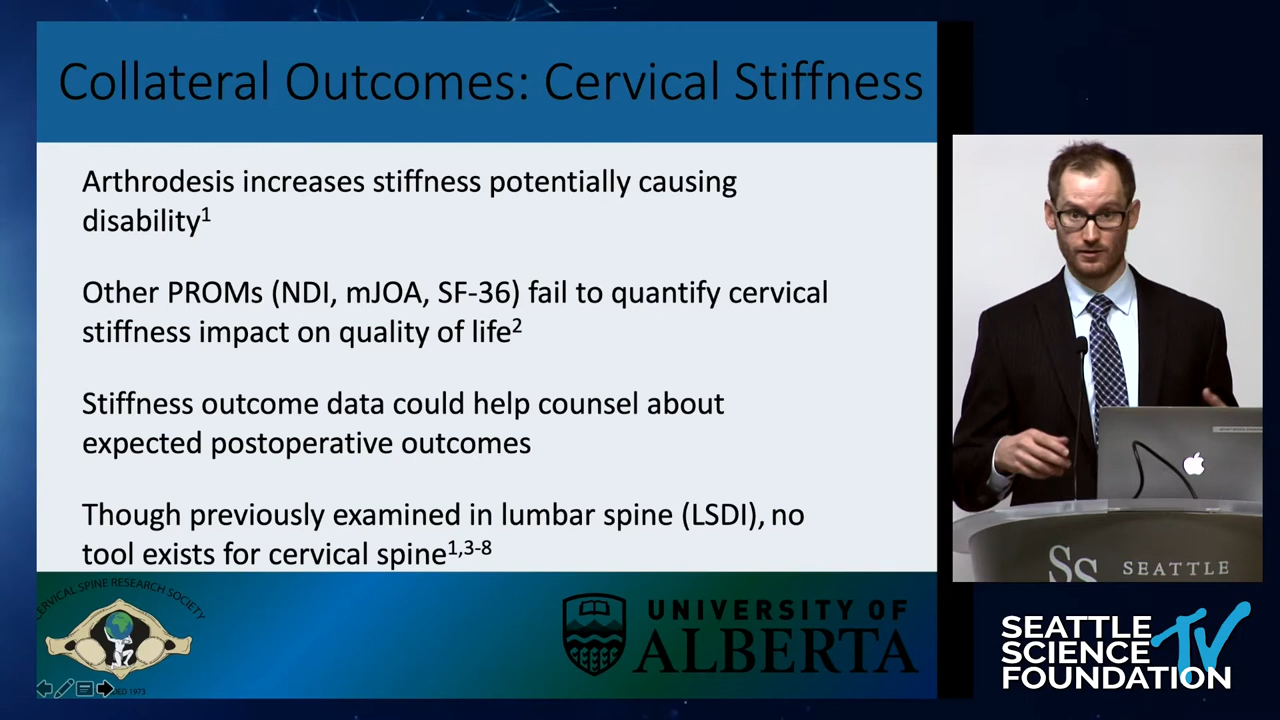 Collateral Outcomes: Cervical Stiffness
Arthrodesis increases stiffness potentially causing
disability1
Other PROMs (NDI, mJOA, SF-36) fail to quantify cervical
stiffness impact on quality of life2
Stiffness outcome data could help counsel about
expected postoperative outcomes
Though previously examined in lumbar spine (LSDI), no
tool exists for cervical spine1,3-8
CERVICAL SPINE RESEARCH SOCIETY
1973
UNIVERSITY OF
ALBERTA
SS SEATTLE
SEATTLE
SCIENCE TV
FOUNDATION